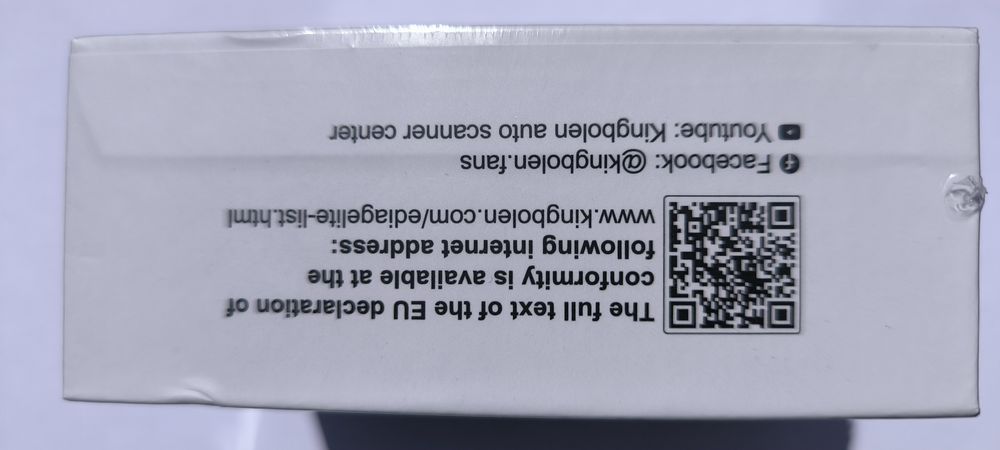 The full text of the EU declaration of
conformity is available at the
following internet address:
www.kingbolen.com/ediagelite-list.html
Facebook: @kingbolen.fans
Youtube: Kingbolen auto scanner center